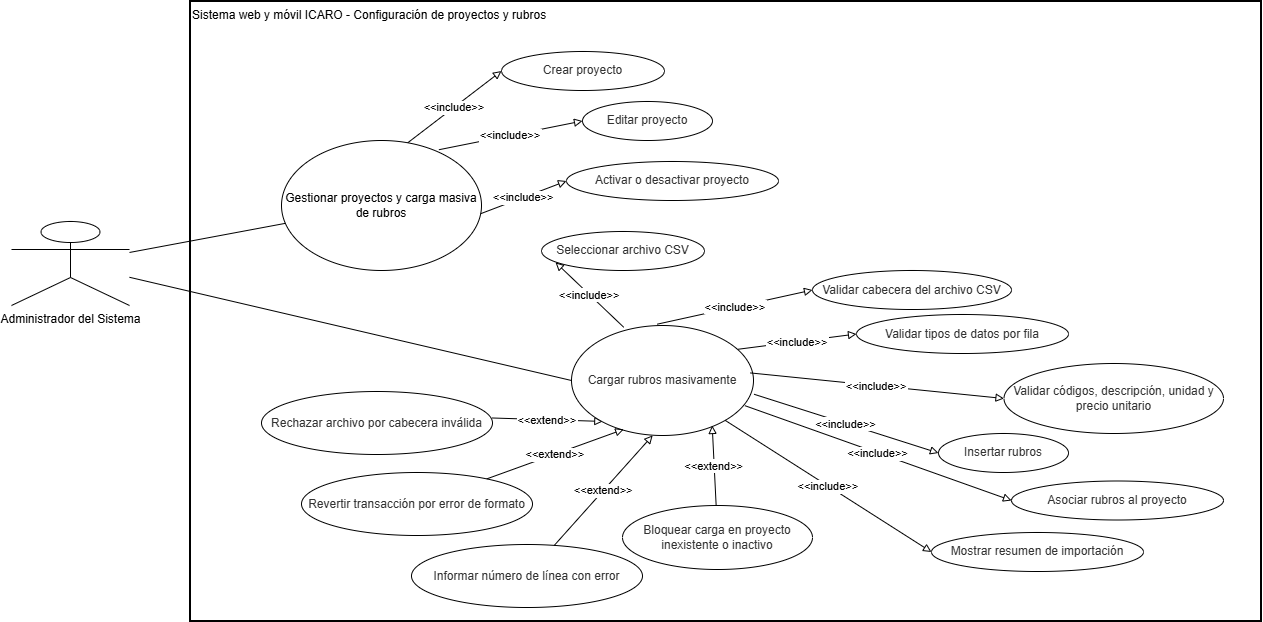 Sistema web y móvil ICARO - Configuración de proyectos y rubros
Crear proyecto
<<include>>
Editar proyecto
<<include>>
Activar o desactivar proyecto
<<include>>
Gestionar proyectos y carga masiva
de rubros
Administrador del Sistema
Seleccionar archivo CSV
<<include>>
Validar cabecera del archivo CSV
<<include>>
Validar tipos de datos por fila
<<include>>
Cargar rubros masivamente
<<include>>
Validar códigos, descripción, unidad y
precio unitario
Rechazar archivo por cabecera inválida
<<extend>>
<<include>>
Insertar rubros
<<extend>>
<<include>>
Revertir transacción por error de formato
<<extend>>
<<extend>>
<<include>>
Asociar rubros al proyecto
Bloquear carga en proyecto
inexistente o inactivo
Mostrar resumen de importación
Informar número de línea con error